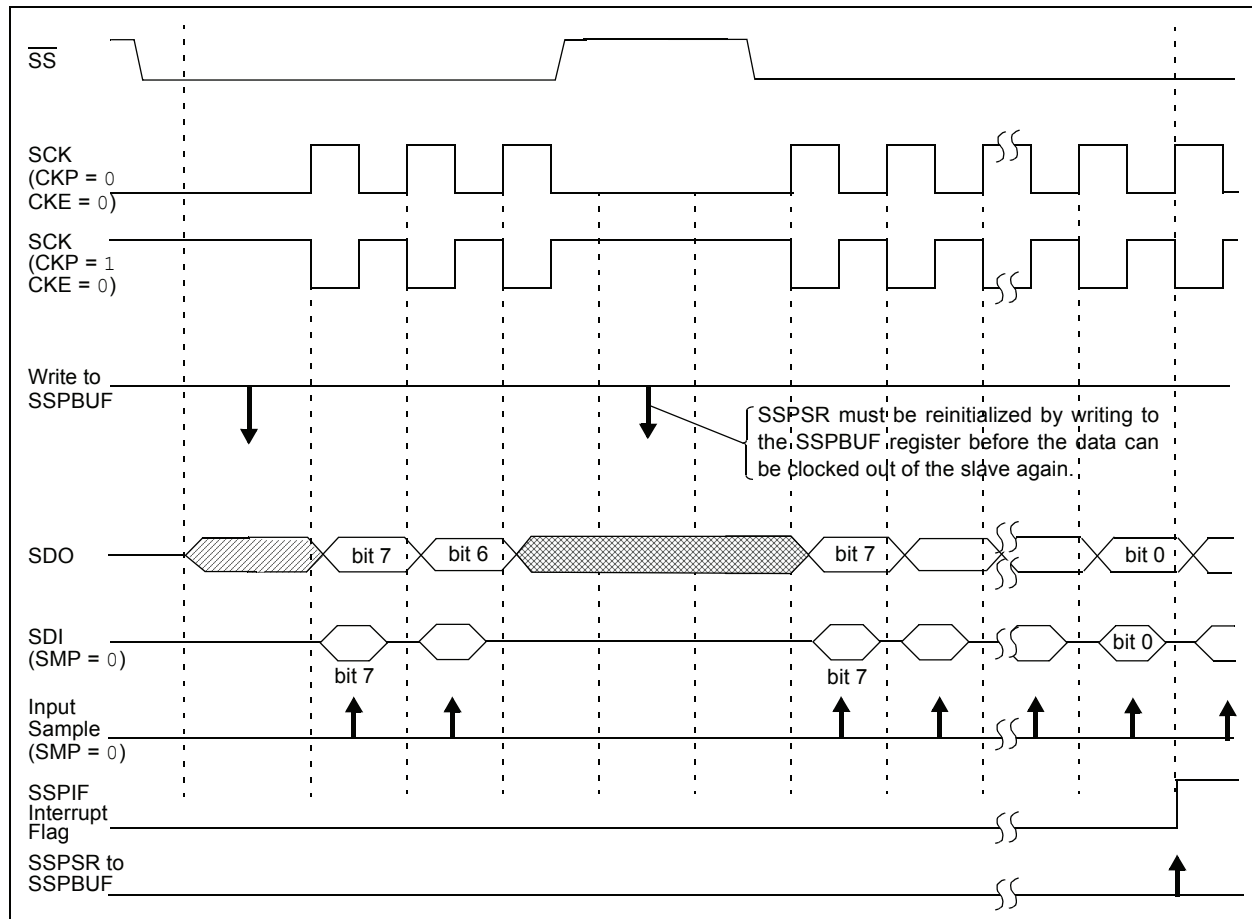 SS
SCK
(CKP = 0
CKE = 0)
SCK
(CKP = 1
CKE = 0)
Write to
SSPBUF
SSPSR must be reinitialized by writing to
the SSPBUF register before the data can
be clocked out of the slave again.
SDO
bit 7
bit 6
bit 7
bit 0
SDI
(SMP = 0)
bit 7
bit 7
bit 0
Input
Sample
(SMP = 0)
SSPIF
Interrupt
Flag
SSPSR to
SSPBUF